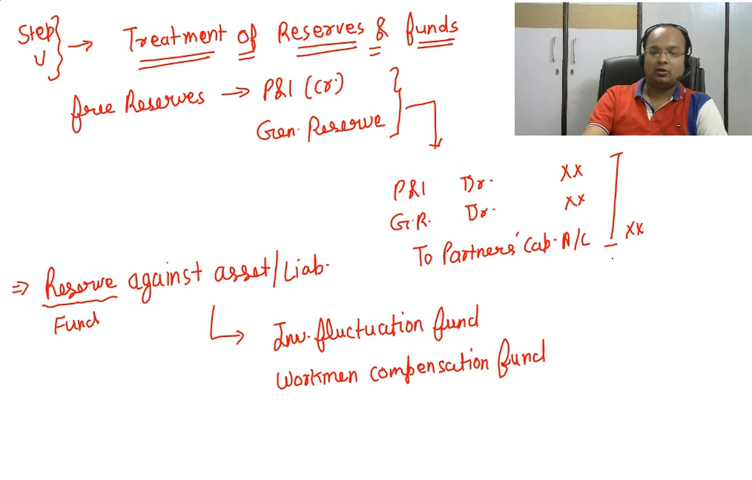 Step V → Treatment of Reserves & funds
free Reserves → P&l (cr)
Gen. Reserve
P&l Dr. xx
G.R. Dr. xx
To Partners' Cap. A/C xx
⇒ Reserve against asset/Liab.
Fund
Inv. fluctuation fund
Workmen compensation fund